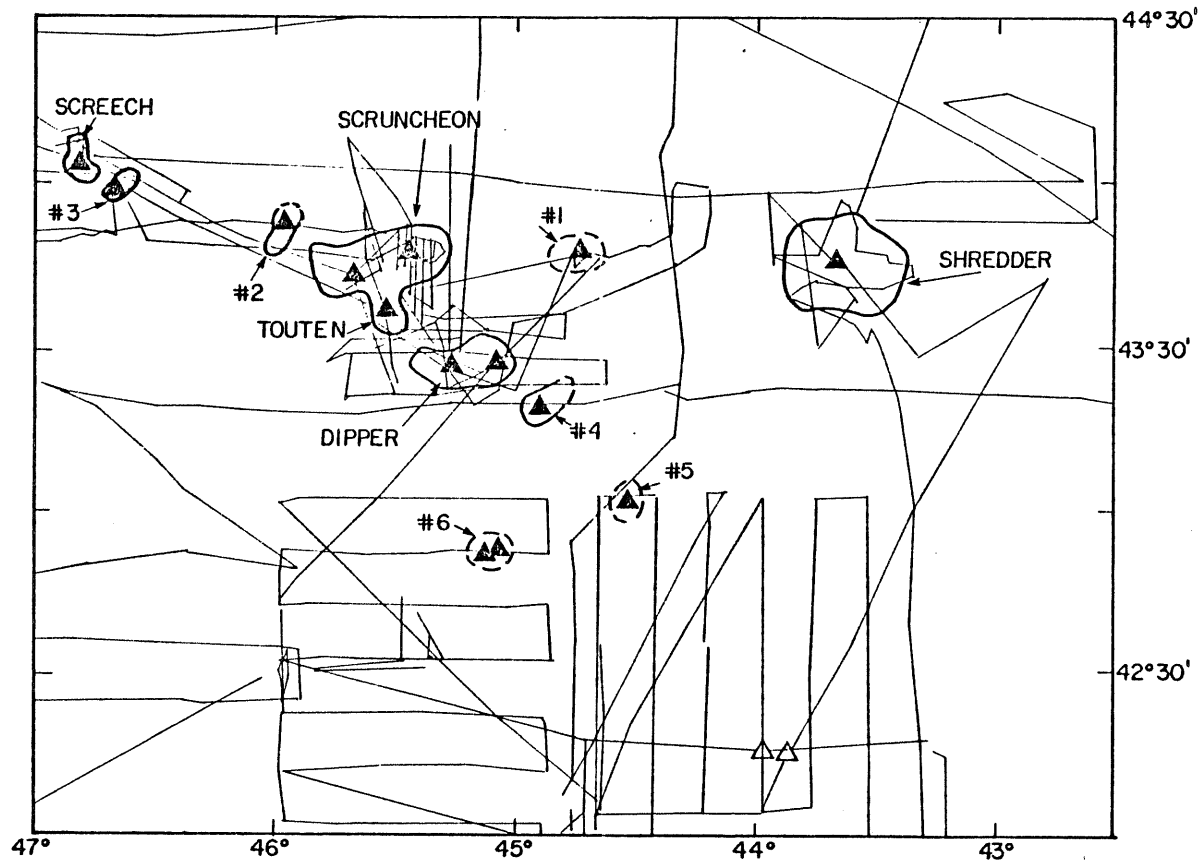 44°30'
SCREECH
SCRUNCHEON
#3
#1
#2
SHREDDER
TOUTEN
43°30'
DIPPER
#4
#5
#6
42°30'
47°
46°
45°
44°
43°